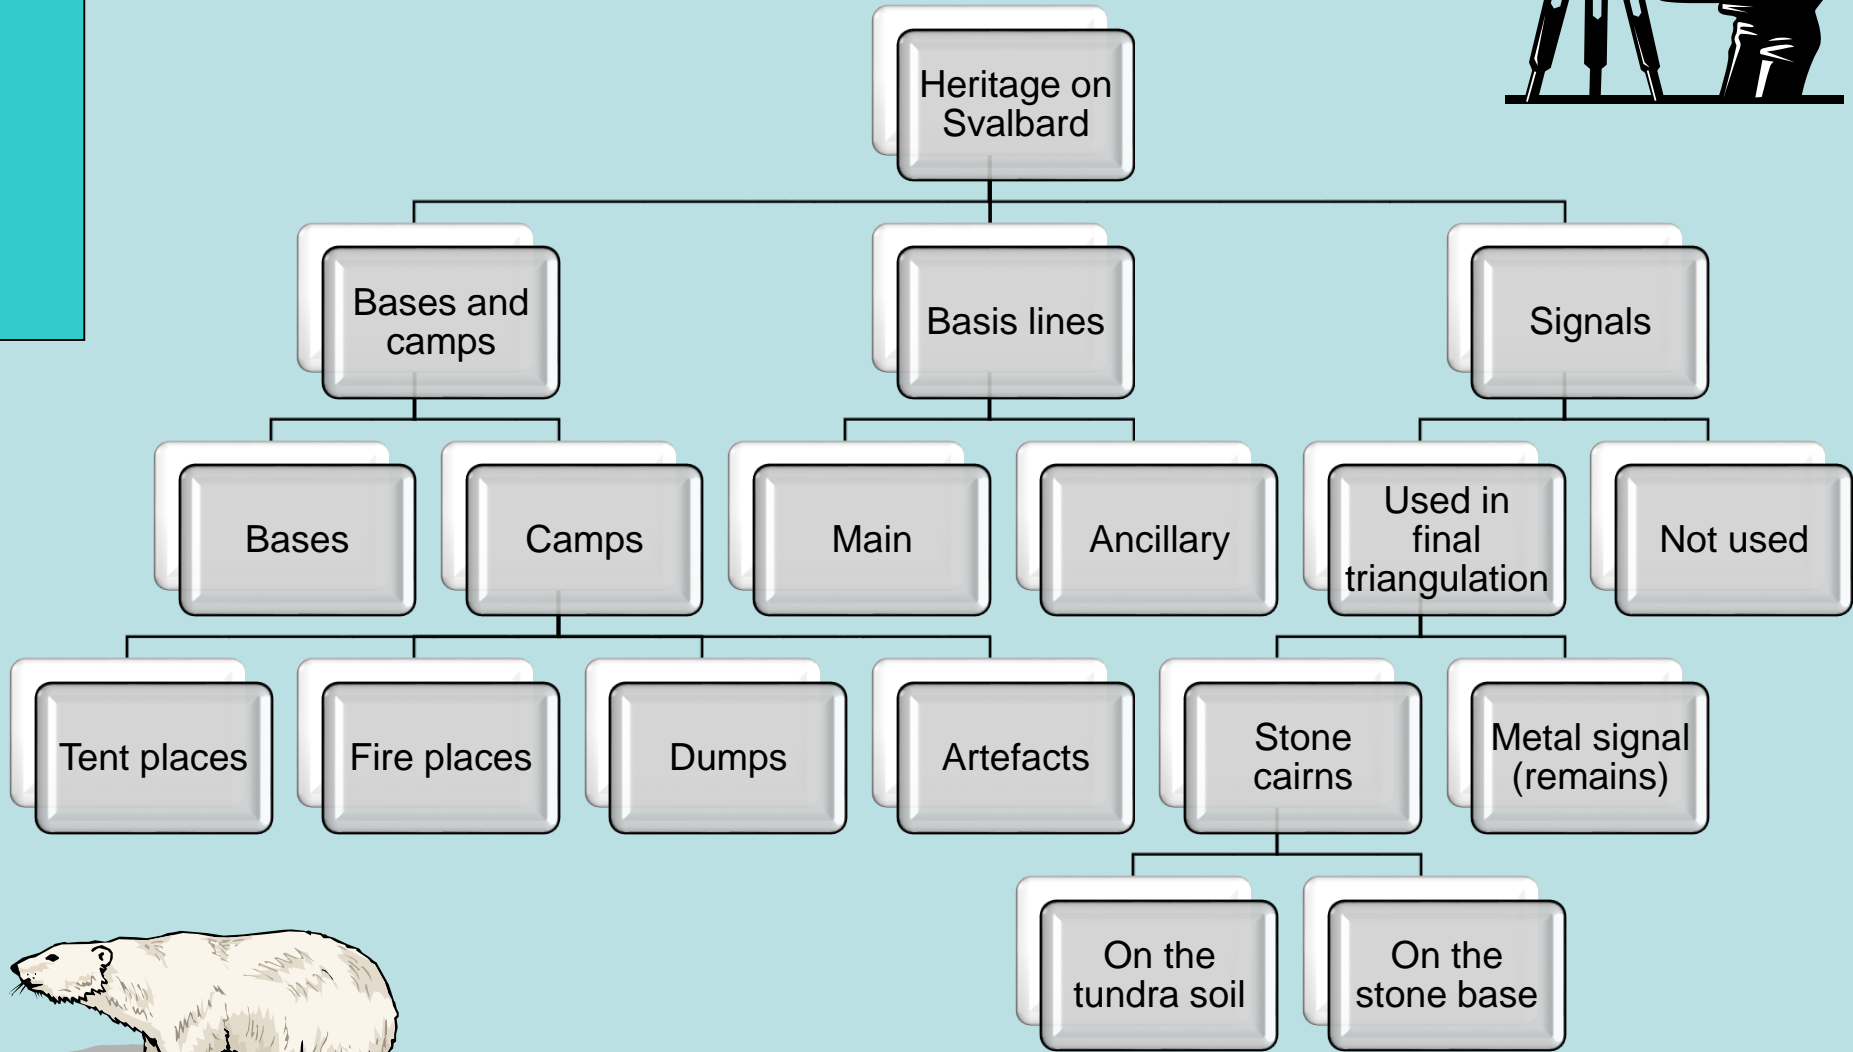 Heritage on
Svalbard
Bases and
camps
Basis lines
Signals
Bases
Camps
Main
Ancillary
Used in
final
triangulation
Not used
Tent places
Fire places
Dumps
Artefacts
Stone
cairns
Metal signal
(remains)
On the
tundra soil
On the
stone base